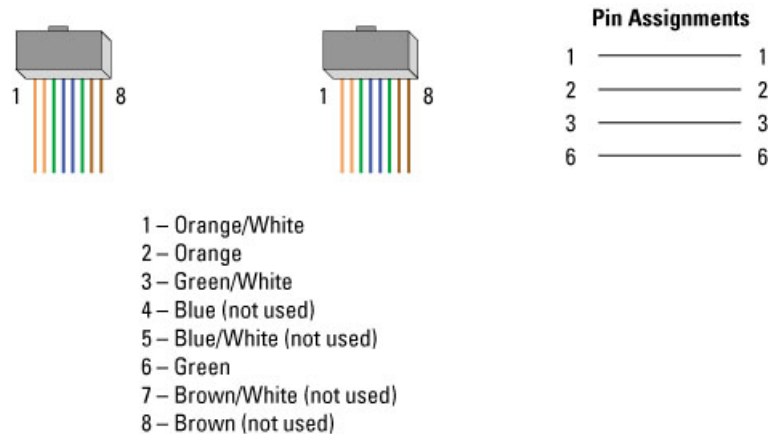 Pin Assignments
1 8
1 8
1 1
2 2
3 3
6 6
1 – Orange/White
2 – Orange
3 – Green/White
4 – Blue (not used)
5 – Blue/White (not used)
6 – Green
7 – Brown/White (not used)
8 – Brown (not used)